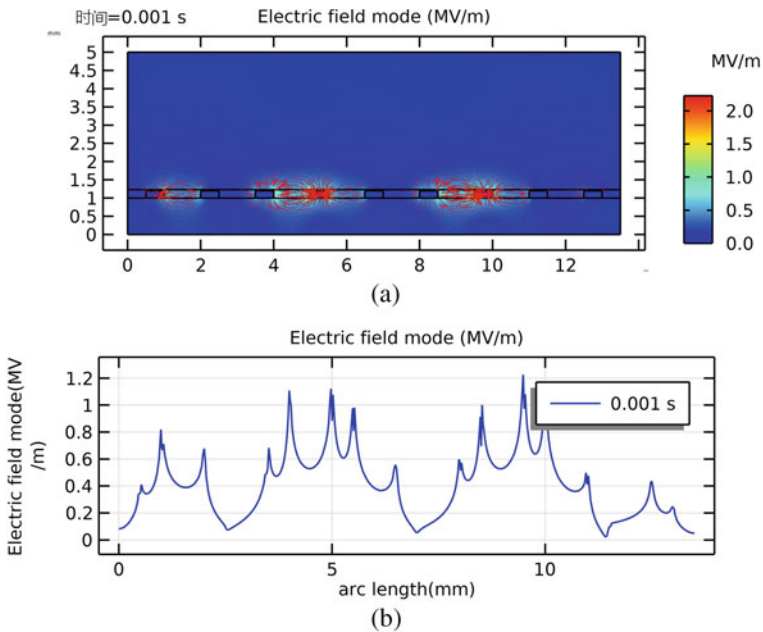 时间=0.001 s Electric field mode (MV/m)
mm
MV/m
5
4.5
4
3.5
3
2.5
2
1.5
1
0.5
0
2.0
1.5
1.0
0.5
0.0
0 2 4 6 8 10 12
(a)
Electric field mode (MV/m)
Electric field mode(MV
/m)
1.2
1
0.8
0.6
0.4
0.2
0
0.001 s
0 5 10
arc length(mm)
(b)